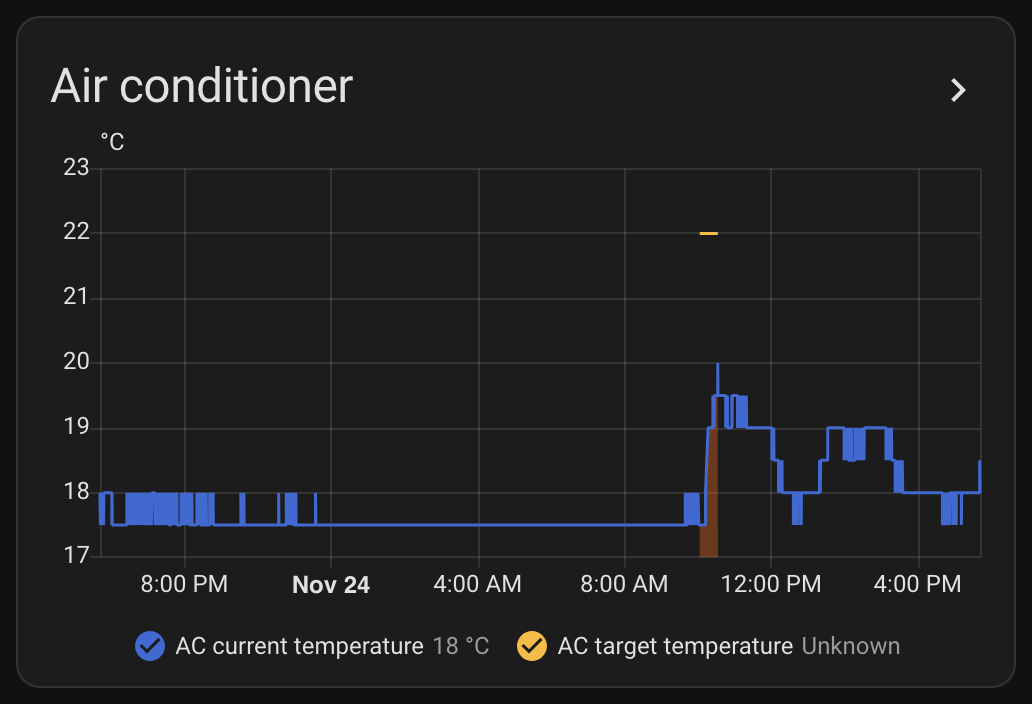 Air conditioner
°C
23
22
21
20
19
18
17
8:00 PM Nov 24 4:00 AM 8:00 AM 12:00 PM 4:00 PM
AC current temperature 18 °C AC target temperature Unknown